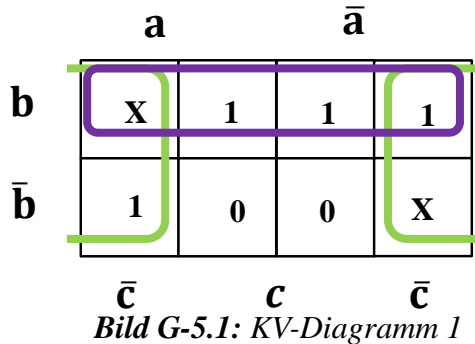 a ā
b X 1 1 1
b̄ 1 0 0 X
c̄ c c̄
Bild G-5.1: KV-Diagramm 1